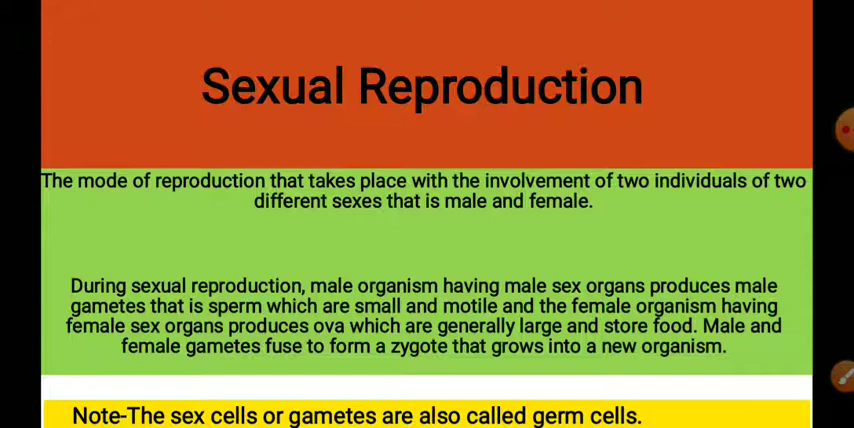 Sexual Reproduction
The mode of reproduction that takes place with the involvement of two individuals of two
different sexes that is male and female.
During sexual reproduction, male organism having male sex organs produces male
gametes that is sperm which are small and motile and the female organism having
female sex organs produces ova which are generally large and store food. Male and
female gametes fuse to form a zygote that grows into a new organism.
Note-The sex cells or gametes are also called germ cells.